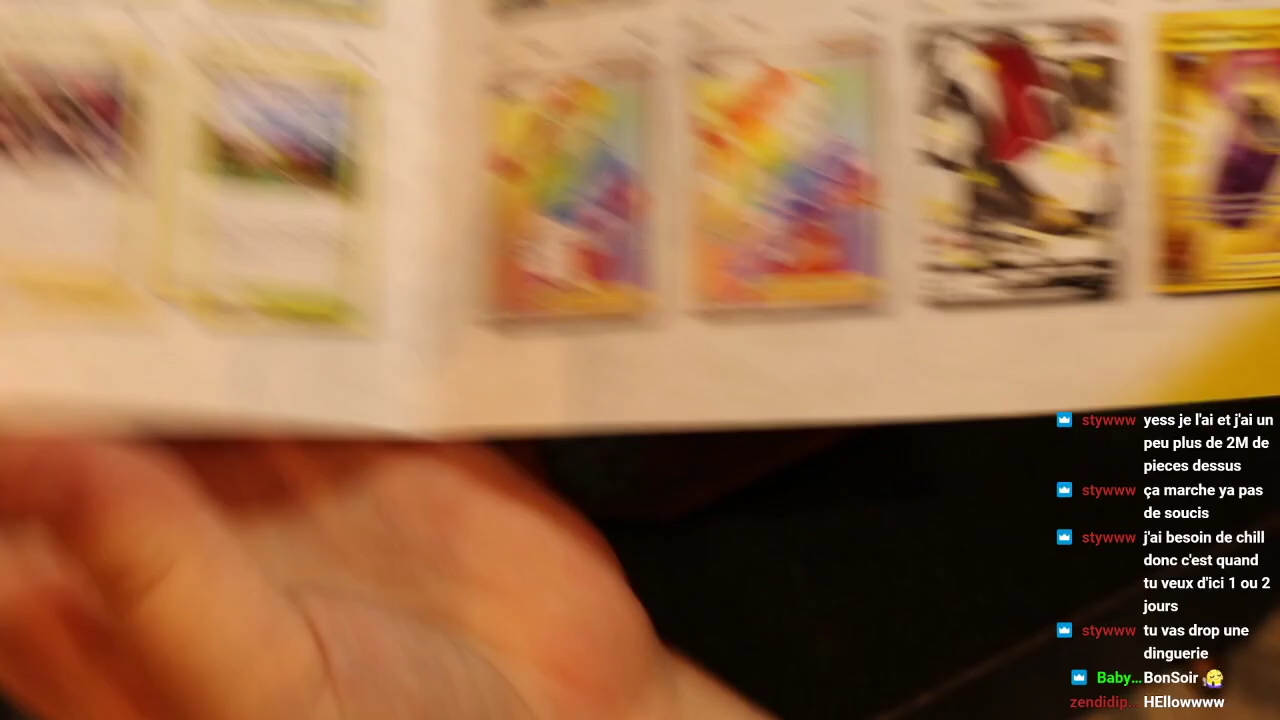 stywww yess je l'ai et j'ai un
peu plus de 2M de
pieces dessus
stywww ça marche ya pas
de soucis
stywww j'ai besoin de chill
donc c'est quand
tu veux d'ici 1 ou 2
jours
stywww tu vas drop une
dinguerie
Baby... BonSoir
zendidip... HEllowwww